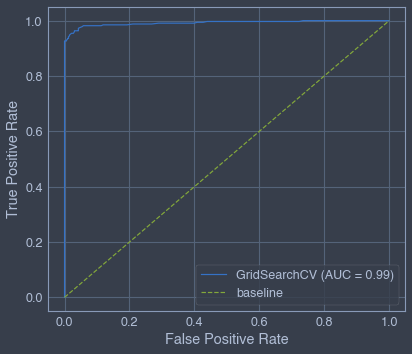 1.0
0.8
0.6
0.4
0.2
0.0
True Positive Rate
GridSearchCV (AUC = 0.99)
baseline
0.0 0.2 0.4 0.6 0.8 1.0
False Positive Rate